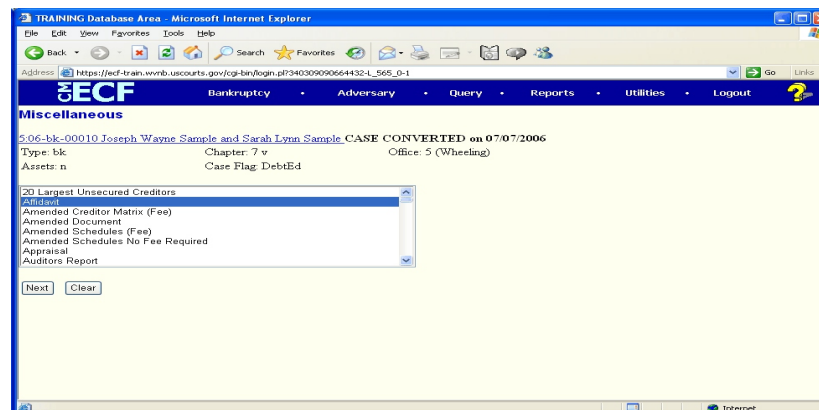 TRAINING Database Area - Microsoft Internet Explorer
File Edit View Favorites Tools Help
Back Search Favorites
Address https://ecf-train.wvnb.uscourts.gov/cgi-bin/login.pl?340309090664432-L_565_0-1 Go Links
CM ECF Bankruptcy • Adversary • Query • Reports • Utilities • Logout ?
Miscellaneous
5:06-bk-00010 Joseph Wayne Sample and Sarah Lynn Sample CASE CONVERTED on 07/07/2006
Type: bk Chapter: 7 v Office: 5 (Wheeling)
Assets: n Case Flag: DebtEd
20 Largest Unsecured Creditors
Affidavit
Amended Creditor Matrix (Fee)
Amended Document
Amended Schedules (Fee)
Amended Schedules No Fee Required
Appraisal
Auditors Report
Next Clear
Internet